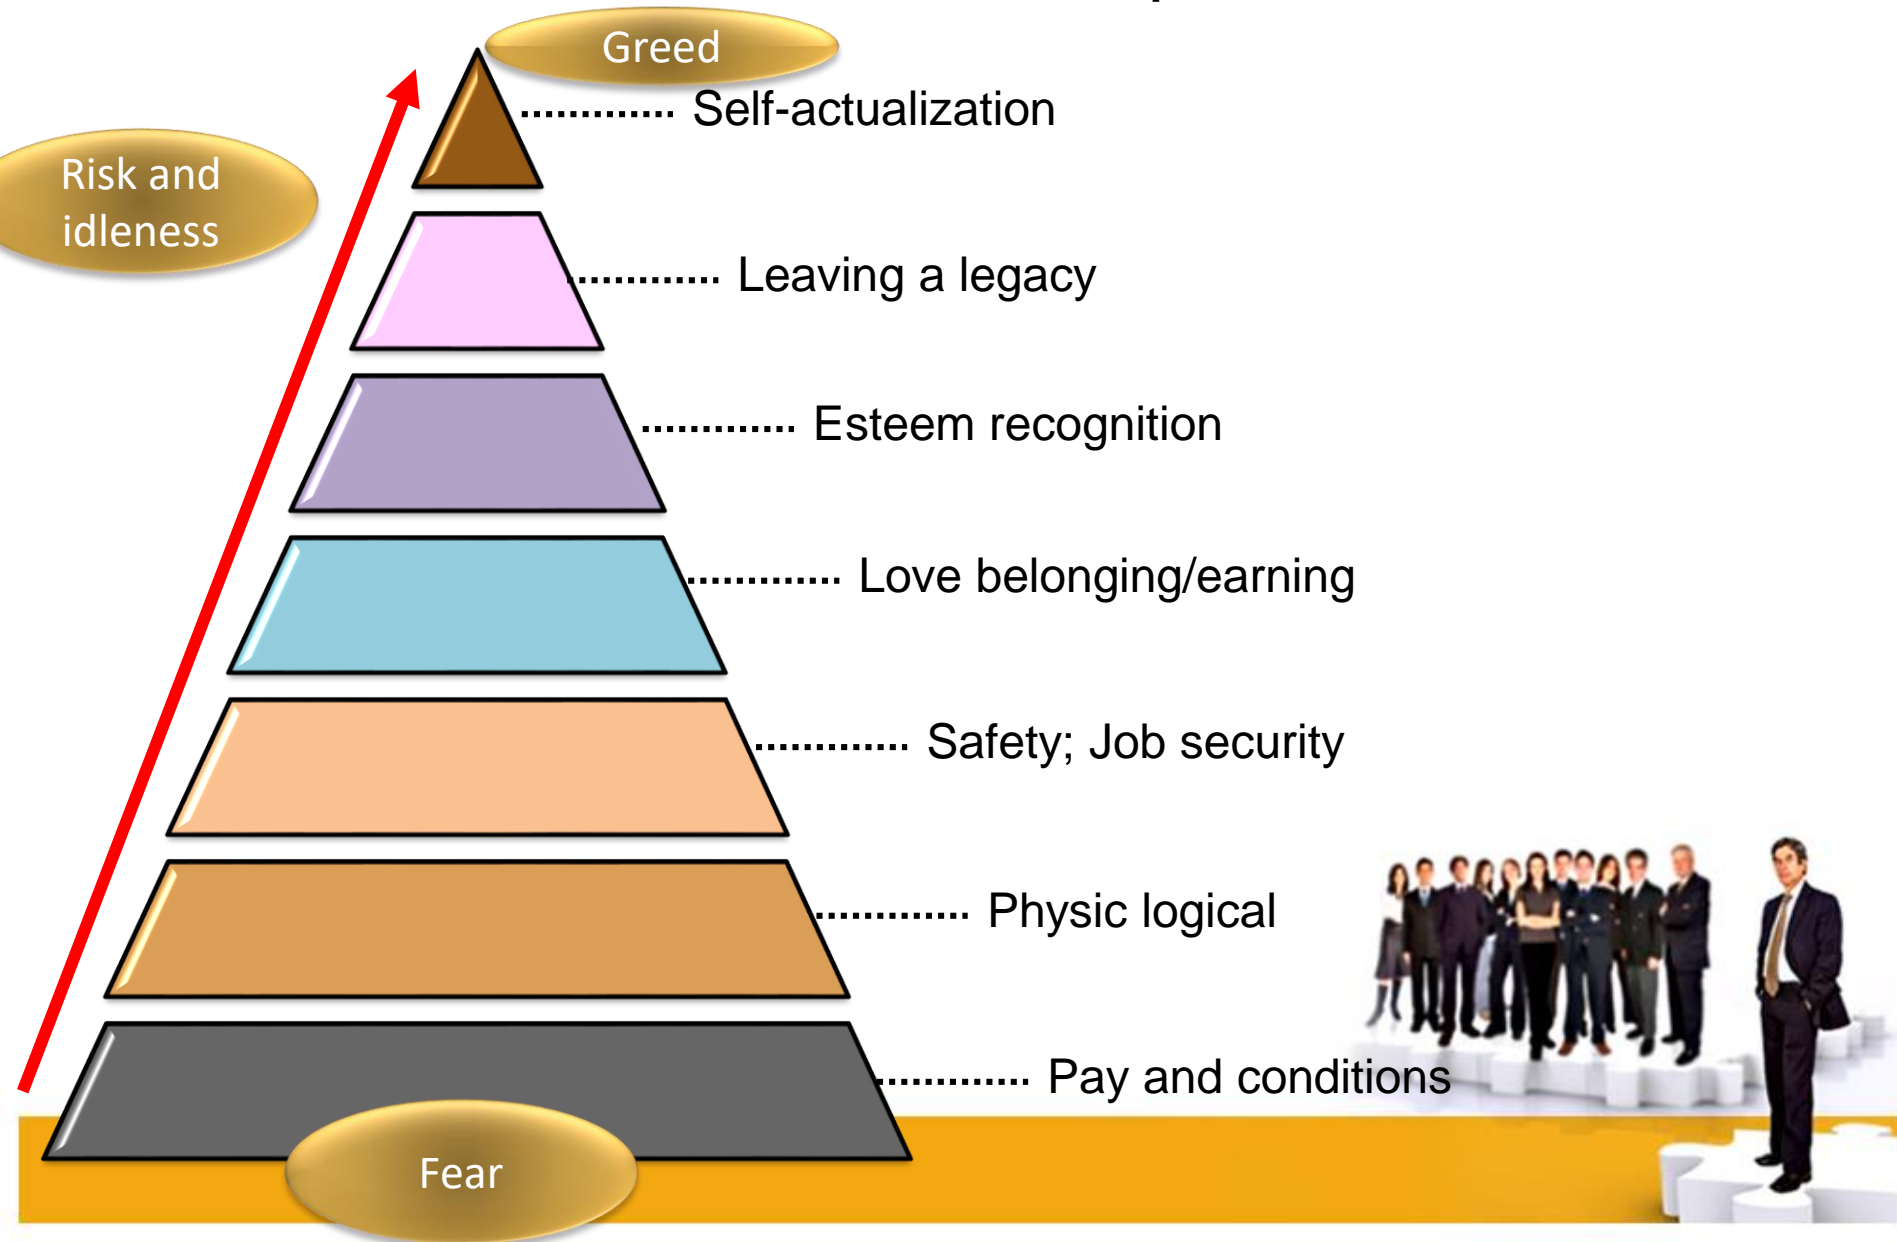 Greed
Self-actualization
Risk and
idleness
Leaving a legacy
Esteem recognition
Love belonging/earning
Safety; Job security
Physic logical
Pay and conditions
Fear